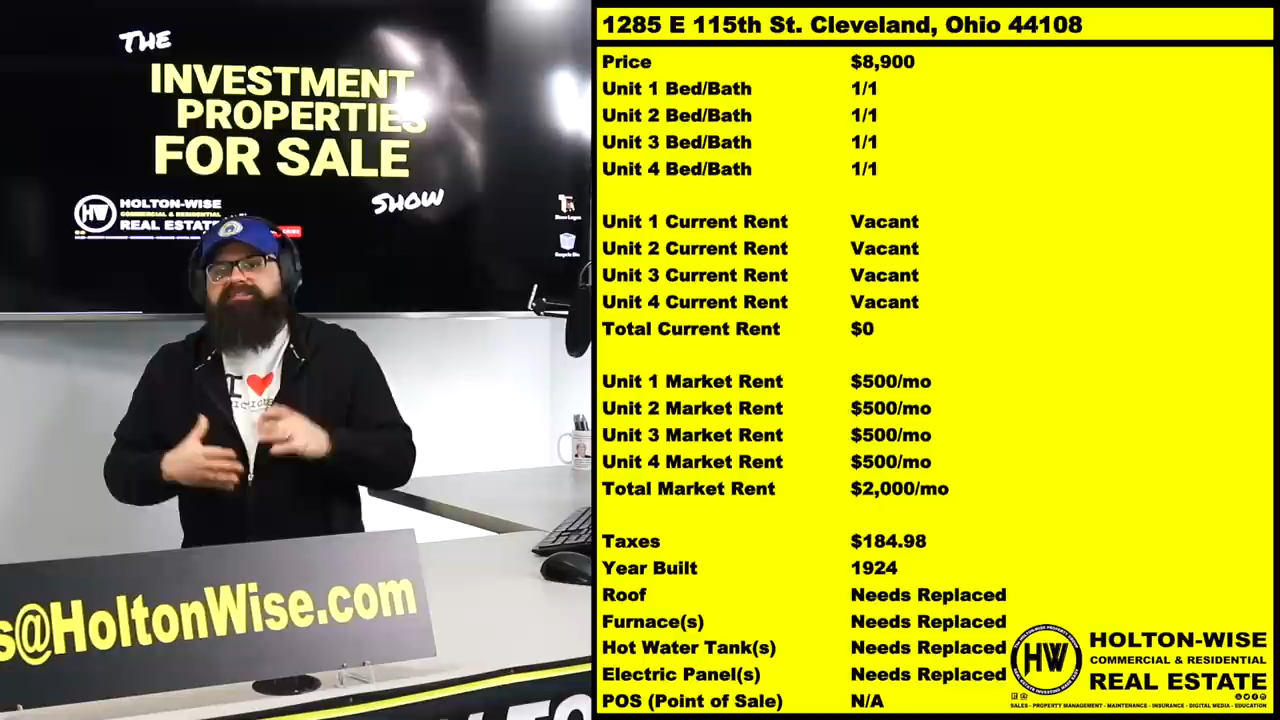 THE
INVESTMENT
PROPERTIES
FOR SALE
SHOW
HW
HOLTON-WISE
COMMERCIAL & RESIDENTIAL
REAL ESTATE
Recycle Bin
I
s@HoltonWise.com
1285 E 115th St. Cleveland, Ohio 44108
Price $8,900
Unit 1 Bed/Bath 1/1
Unit 2 Bed/Bath 1/1
Unit 3 Bed/Bath 1/1
Unit 4 Bed/Bath 1/1
Unit 1 Current Rent Vacant
Unit 2 Current Rent Vacant
Unit 3 Current Rent Vacant
Unit 4 Current Rent Vacant
Total Current Rent $0
Unit 1 Market Rent $500/mo
Unit 2 Market Rent $500/mo
Unit 3 Market Rent $500/mo
Unit 4 Market Rent $500/mo
Total Market Rent $2,000/mo
Taxes $184.98
Year Built 1924
Roof Needs Replaced
Furnace(s) Needs Replaced
Hot Water Tank(s) Needs Replaced
Electric Panel(s) Needs Replaced
POS (Point of Sale) N/A
HW
HOLTON-WISE
COMMERCIAL & RESIDENTIAL
REAL ESTATE
SALES - PROPERTY MANAGEMENT - MAINTENANCE - INSURANCE - DIGITAL MEDIA - EDUCATION